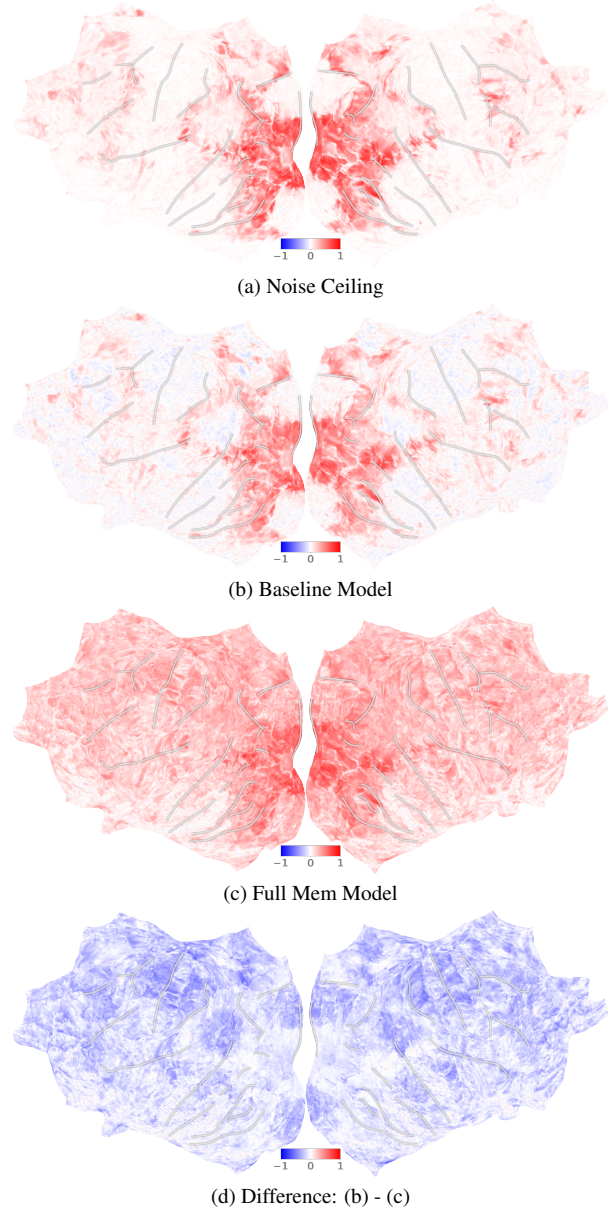 −1 0 1
(a) Noise Ceiling
−1 0 1
(b) Baseline Model
−1 0 1
(c) Full Mem Model
−1 0 1
(d) Difference: (b) - (c)